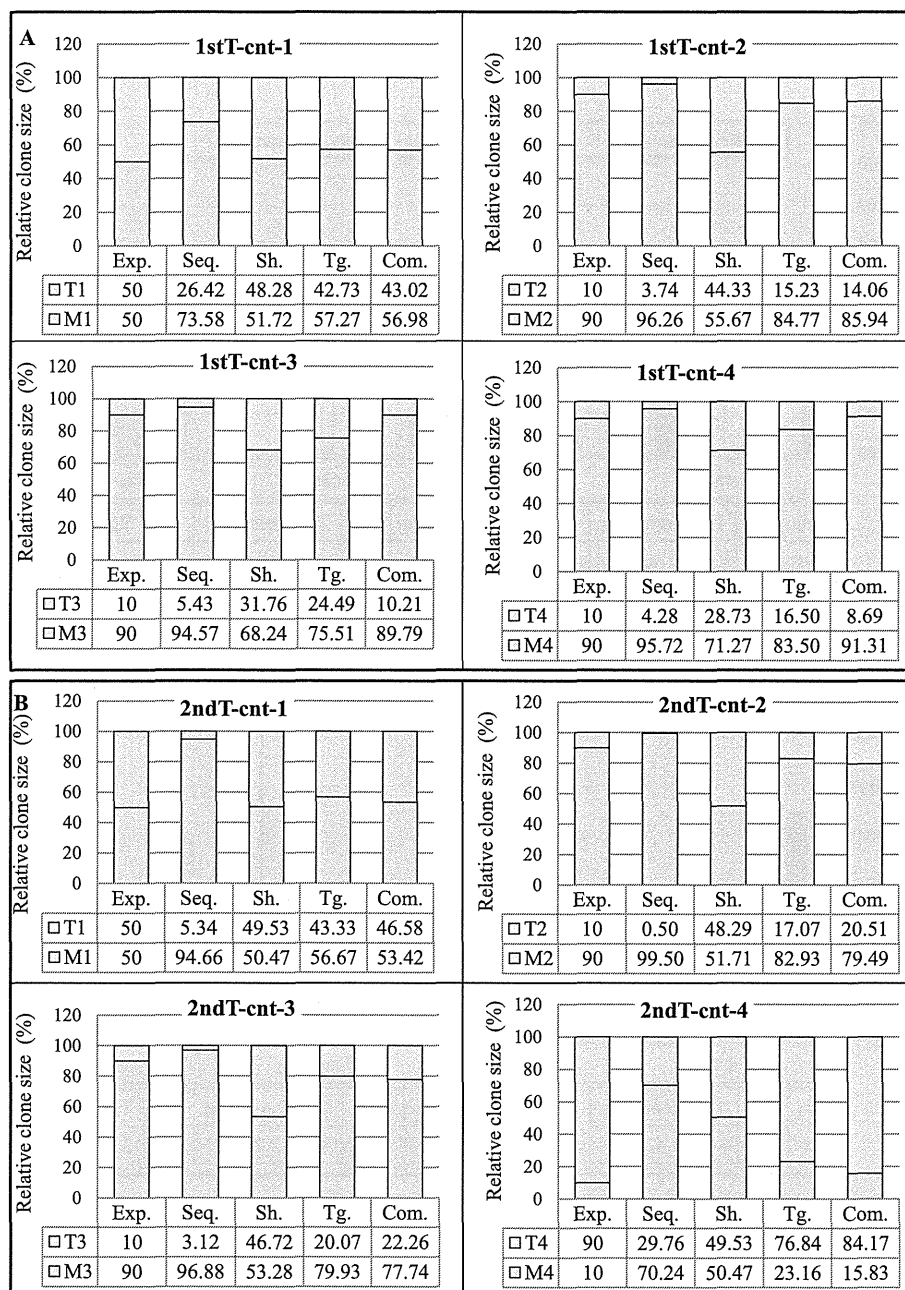 A
1stT-cnt-1
Relative clone size (%)
120
100
80
60
40
20
0
Exp. Seq. Sh. Tg. Com.
T1 50 26.42 48.28 42.73 43.02
M1 50 73.58 51.72 57.27 56.98
1stT-cnt-2
Relative clone size (%)
120
100
80
60
40
20
0
Exp. Seq. Sh. Tg. Com.
T2 10 3.74 44.33 15.23 14.06
M2 90 96.26 55.67 84.77 85.94
1stT-cnt-3
Relative clone size (%)
120
100
80
60
40
20
0
Exp. Seq. Sh. Tg. Com.
T3 10 5.43 31.76 24.49 10.21
M3 90 94.57 68.24 75.51 89.79
1stT-cnt-4
Relative clone size (%)
120
100
80
60
40
20
0
Exp. Seq. Sh. Tg. Com.
T4 10 4.28 28.73 16.50 8.69
M4 90 95.72 71.27 83.50 91.31
B
2ndT-cnt-1
Relative clone size (%)
120
100
80
60
40
20
0
Exp. Seq. Sh. Tg. Com.
T1 50 5.34 49.53 43.33 46.58
M1 50 94.66 50.47 56.67 53.42
2ndT-cnt-2
Relative clone size (%)
120
100
80
60
40
20
0
Exp. Seq. Sh. Tg. Com.
T2 10 0.50 48.29 17.07 20.51
M2 90 99.50 51.71 82.93 79.49
2ndT-cnt-3
Relative clone size (%)
120
100
80
60
40
20
0
Exp. Seq. Sh. Tg. Com.
T3 10 3.12 46.72 20.07 22.26
M3 90 96.88 53.28 79.93 77.74
2ndT-cnt-4
Relative clone size (%)
120
100
80
60
40
20
0
Exp. Seq. Sh. Tg. Com.
T4 90 29.76 49.53 76.84 84.17
M4 10 70.24 50.47 23.16 15.83